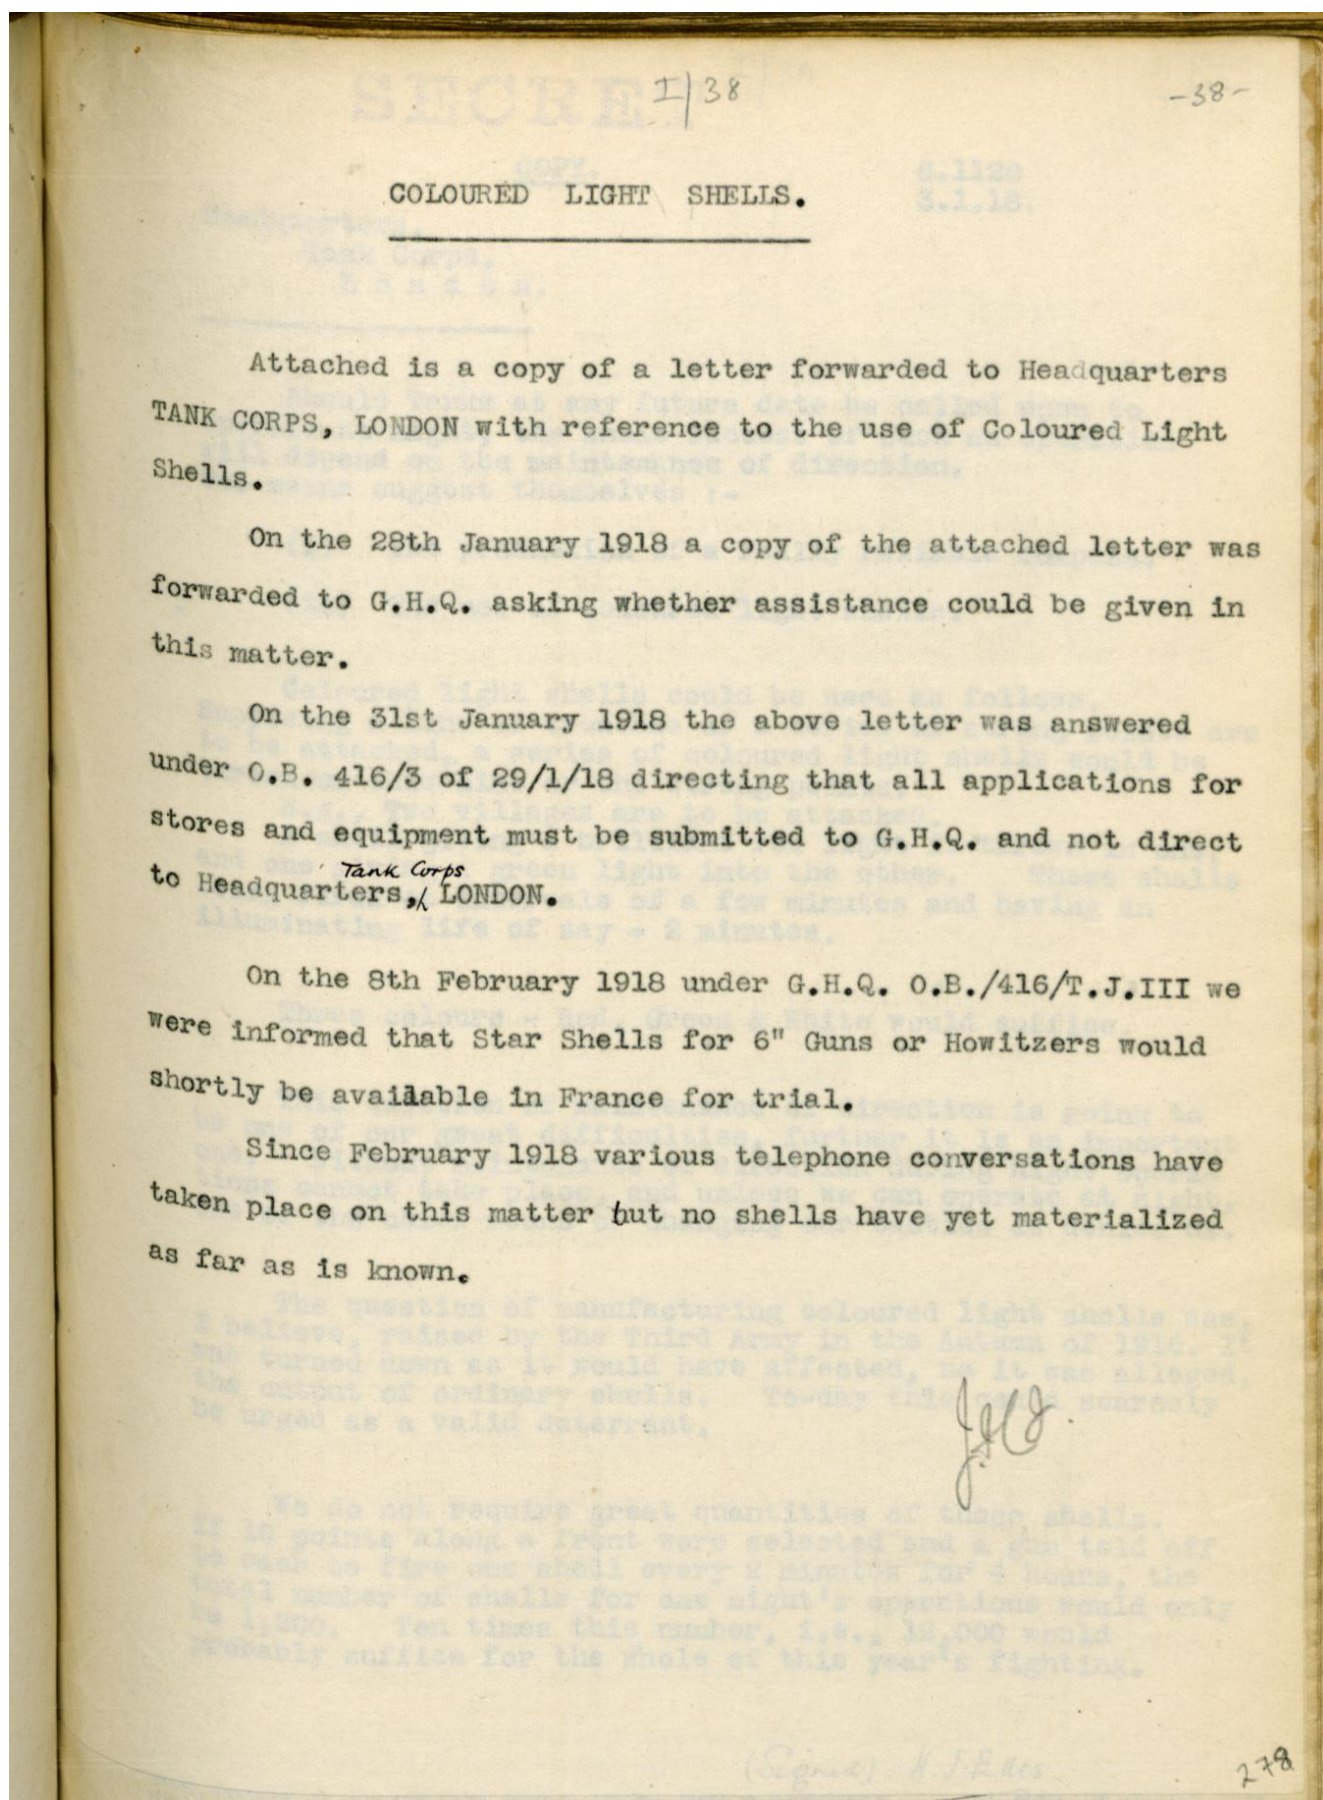 I/38
-38-
COLOURED LIGHT SHELLS.
Attached is a copy of a letter forwarded to Headquarters
TANK CORPS, LONDON with reference to the use of Coloured Light
Shells.
On the 28th January 1918 a copy of the attached letter was
forwarded to G.H.Q. asking whether assistance could be given in
this matter.
On the 31st January 1918 the above letter was answered
under O.B. 416/3 of 29/1/18 directing that all applications for
stores and equipment must be submitted to G.H.Q. and not direct
Tank Corps
to Headquarters, LONDON.
On the 8th February 1918 under G.H.Q. O.B./416/T.J.III we
were informed that Star Shells for 6" Guns or Howitzers would
shortly be available in France for trial.
Since February 1918 various telephone conversations have
taken place on this matter but no shells have yet materialized
as far as is known.
278